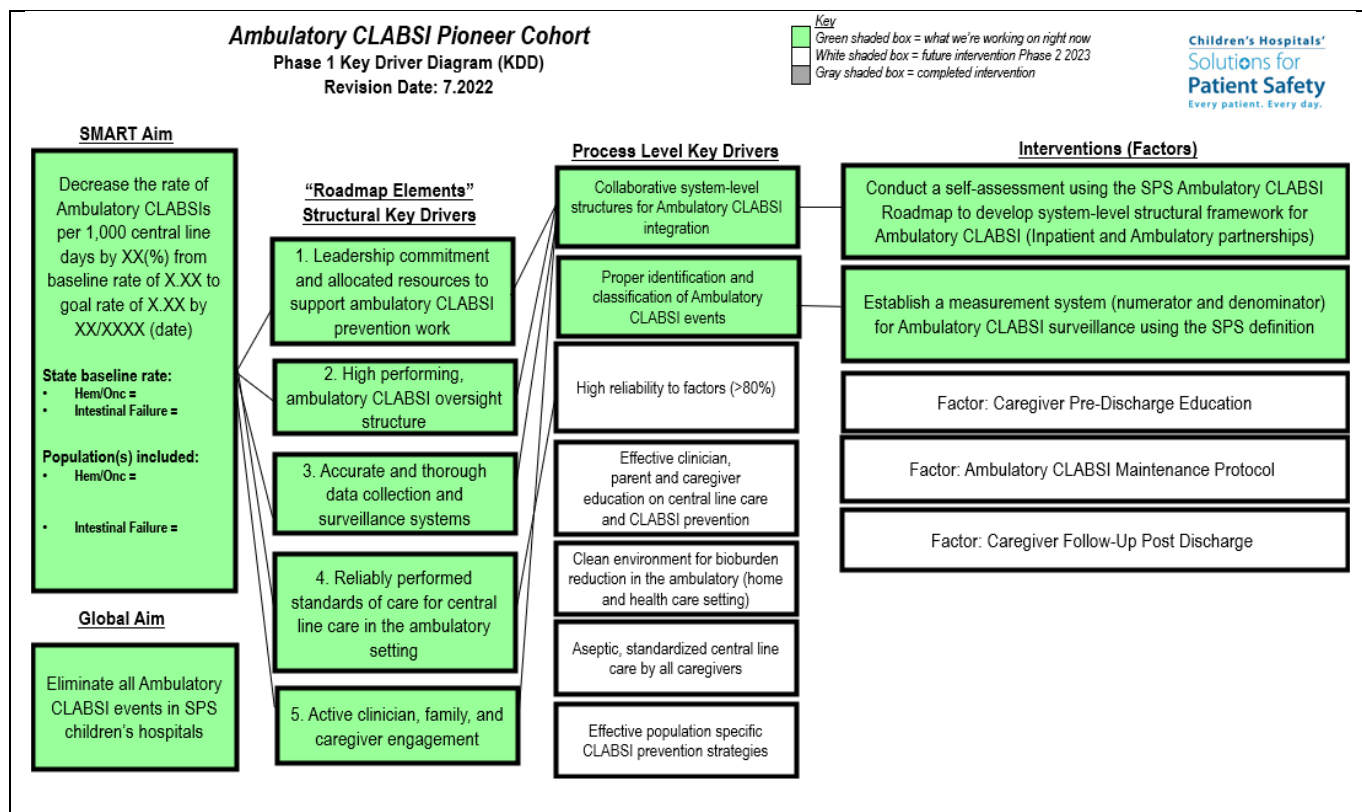 Ambulatory CLABSI Pioneer Cohort
Phase 1 Key Driver Diagram (KDD)
Revision Date: 7.2022
Key
Green shaded box = what we're working on right now
White shaded box = future intervention Phase 2 2023
Gray shaded box = completed intervention
Children's Hospitals'
Solutions for
Patient Safety
Every patient. Every day.
SMART Aim
Decrease the rate of
Ambulatory CLABSIs
per 1,000 central line
days by XX(%) from
baseline rate of X.XX to
goal rate of X.XX by
XX/XXXX (date)
State baseline rate:
• Hem/Onc =
• Intestinal Failure =
Population(s) included:
• Hem/Onc =
• Intestinal Failure =
Global Aim
Eliminate all Ambulatory
CLABSI events in SPS
children's hospitals
"Roadmap Elements"
Structural Key Drivers
1. Leadership commitment
and allocated resources to
support ambulatory CLABSI
prevention work
2. High performing,
ambulatory CLABSI oversight
structure
3. Accurate and thorough
data collection and
surveillance systems
4. Reliably performed
standards of care for central
line care in the ambulatory
setting
5. Active clinician, family, and
caregiver engagement
Process Level Key Drivers
Collaborative system-level
structures for Ambulatory CLABSI
integration
Proper identification and
classification of Ambulatory
CLABSI events
High reliability to factors (>80%)
Effective clinician,
parent and caregiver
education on central line care
and CLABSI prevention
Clean environment for bioburden
reduction in the ambulatory (home
and health care setting)
Aseptic, standardized central line
care by all caregivers
Effective population specific
CLABSI prevention strategies
Interventions (Factors)
Conduct a self-assessment using the SPS Ambulatory CLABSI
Roadmap to develop system-level structural framework for
Ambulatory CLABSI (Inpatient and Ambulatory partnerships)
Establish a measurement system (numerator and denominator)
for Ambulatory CLABSI surveillance using the SPS definition
Factor: Caregiver Pre-Discharge Education
Factor: Ambulatory CLABSI Maintenance Protocol
Factor: Caregiver Follow-Up Post Discharge